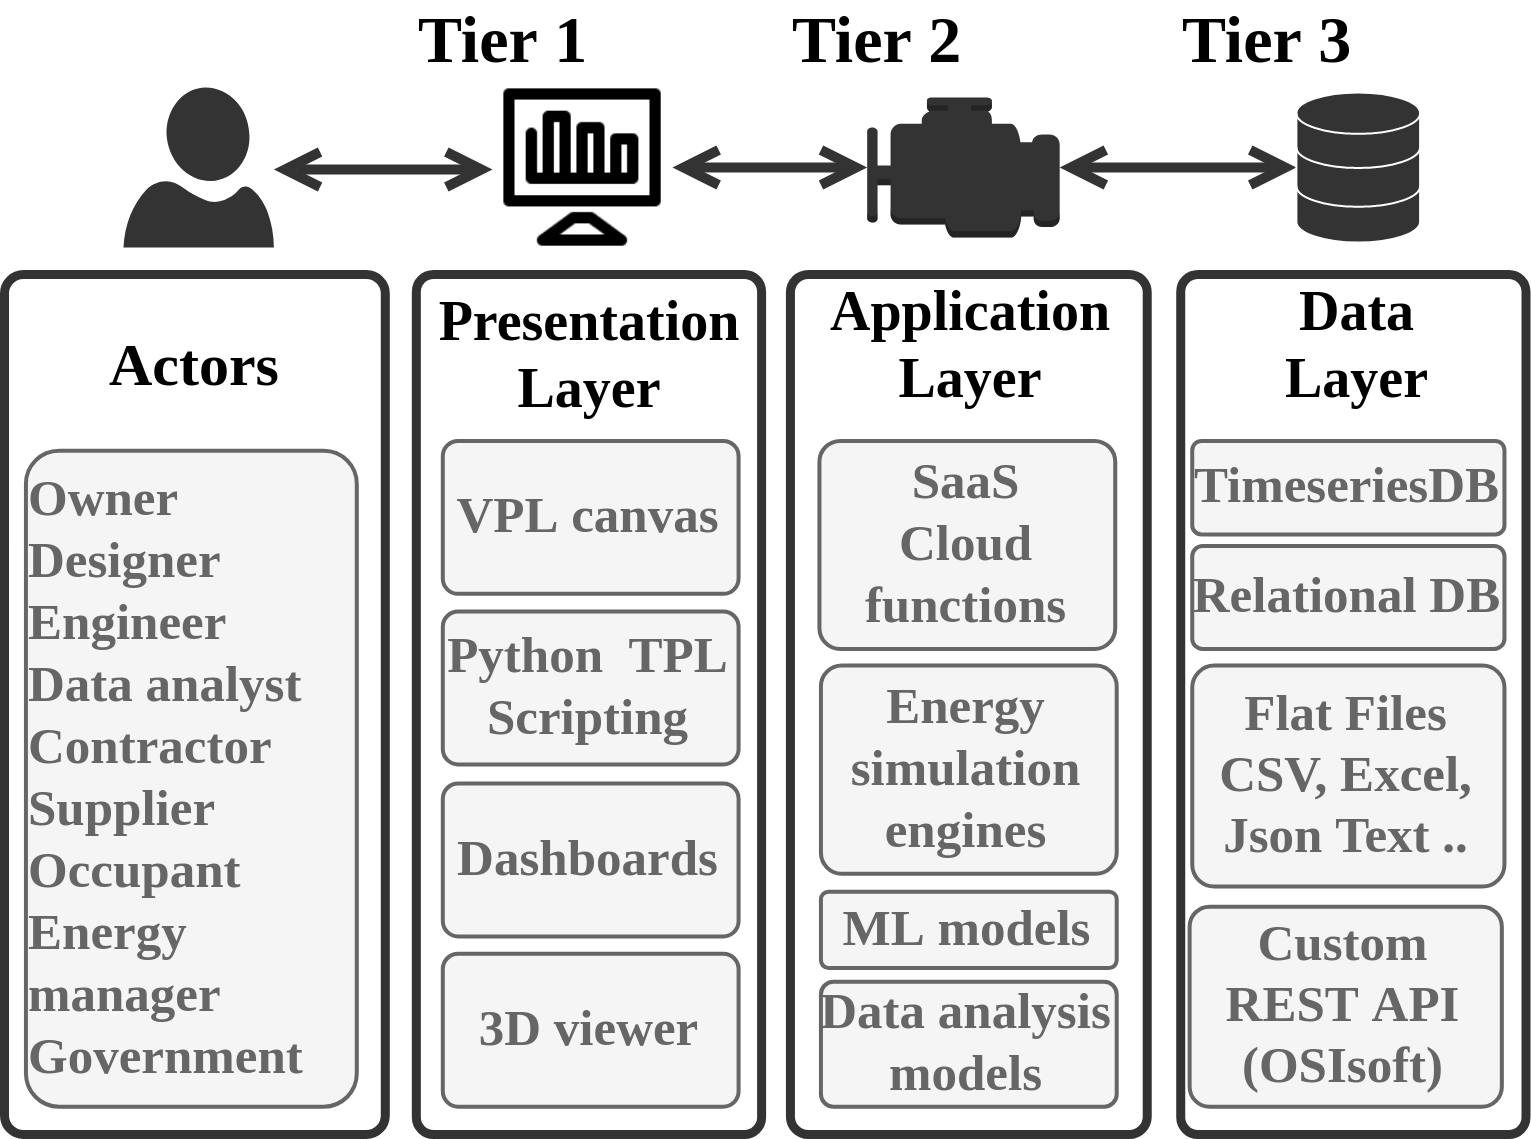 Tier 1
Tier 2
Tier 3
Actors
Owner
Designer
Engineer
Data analyst
Contractor
Supplier
Occupant
Energy
manager
Government
Presentation
Layer
VPL canvas
Python  TPL
Scripting
Dashboards
3D viewer
Application
Layer
SaaS
Cloud
functions
Energy
simulation
engines
ML models
Data analysis
models
Data
Layer
TimeseriesDB
Relational DB
Flat Files
CSV, Excel,
Json Text ..
Custom
REST API
(OSIsoft)